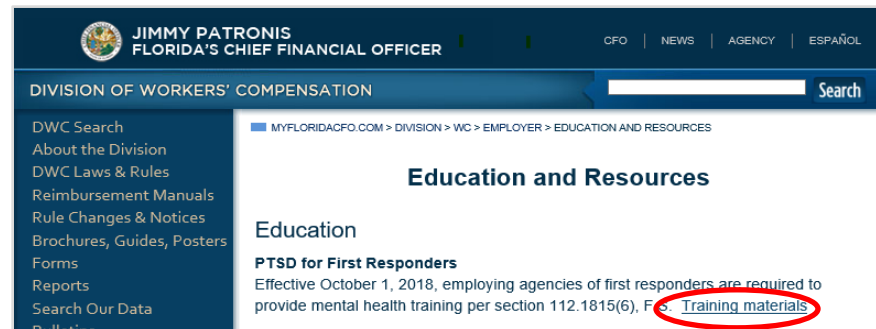 JIMMY PATRONIS
FLORIDA'S CHIEF FINANCIAL OFFICER
CFO | NEWS | AGENCY | ESPAÑOL
DIVISION OF WORKERS' COMPENSATION
Search
DWC Search
About the Division
DWC Laws & Rules
Reimbursement Manuals
Rule Changes & Notices
Brochures, Guides, Posters
Forms
Reports
Search Our Data
MYFLORIDACFO.COM > DIVISION > WC > EMPLOYER > EDUCATION AND RESOURCES
Education and Resources
Education
PTSD for First Responders
Effective October 1, 2018, employing agencies of first responders are required to
provide mental health training per section 112.1815(6), F.S. Training materials